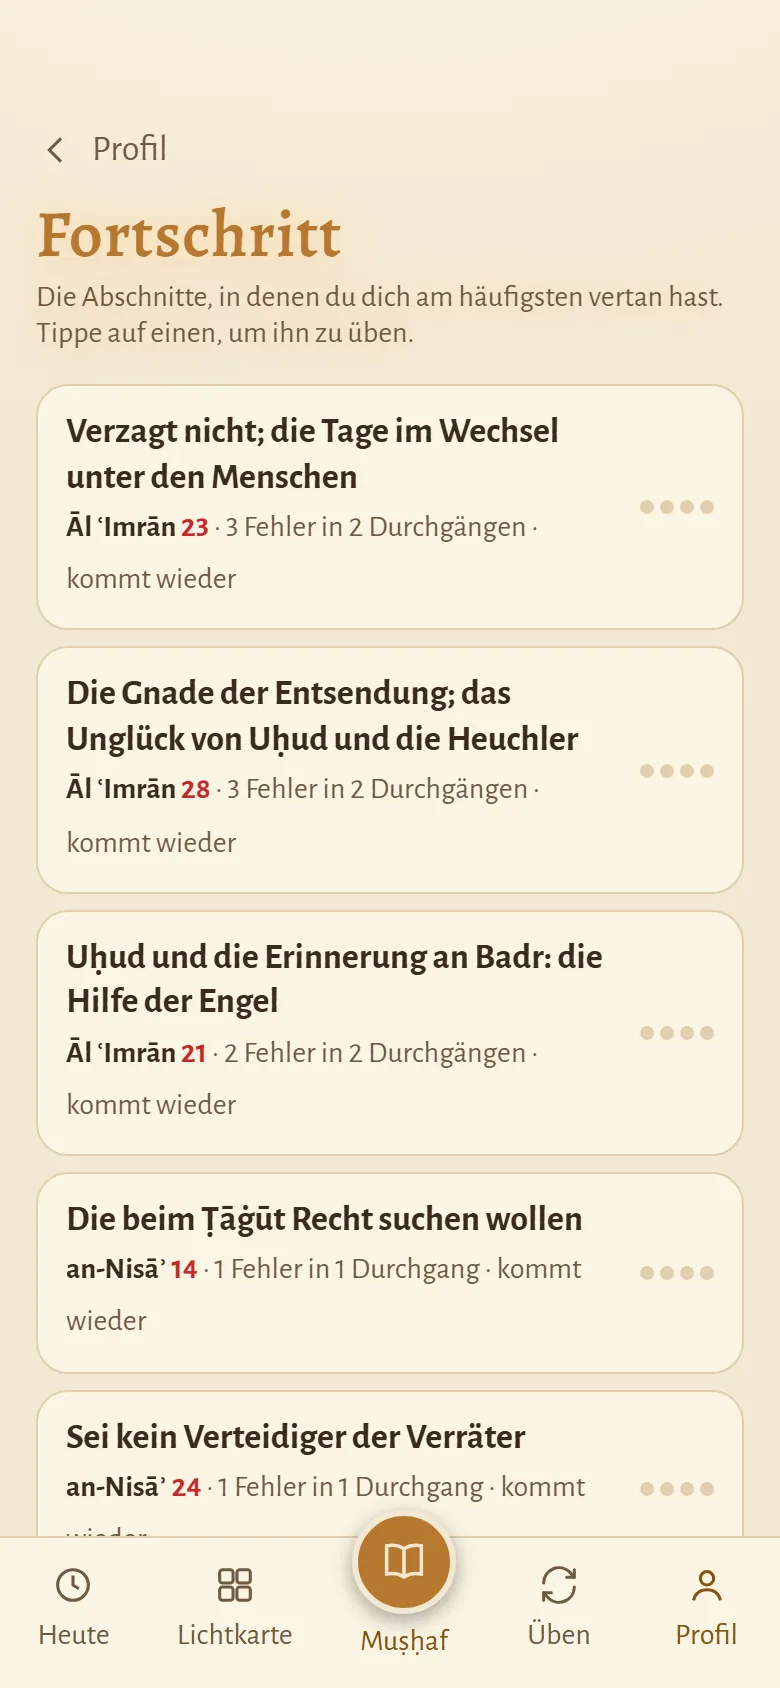 Profil
Fortschritt
Die Abschnitte, in denen du dich am häufigsten vertan hast.
Tippe auf einen, um ihn zu üben.
Verzagt nicht; die Tage im Wechsel
unter den Menschen
Āl ʿImrān 23 · 3 Fehler in 2 Durchgängen ·
kommt wieder
Die Gnade der Entsendung; das
Unglück von Uḥud und die Heuchler
Āl ʿImrān 28 · 3 Fehler in 2 Durchgängen ·
kommt wieder
Uḥud und die Erinnerung an Badr: die
Hilfe der Engel
Āl ʿImrān 21 · 2 Fehler in 2 Durchgängen ·
kommt wieder
Die beim Ṭāġūt Recht suchen wollen
an-Nisāʾ 14 · 1 Fehler in 1 Durchgang · kommt
wieder
Sei kein Verteidiger der Verräter
an-Nisāʾ 24 · 1 Fehler in 1 Durchgang · kommt
wieder
Heute
Lichtkarte
Muṣḥaf
Üben
Profil